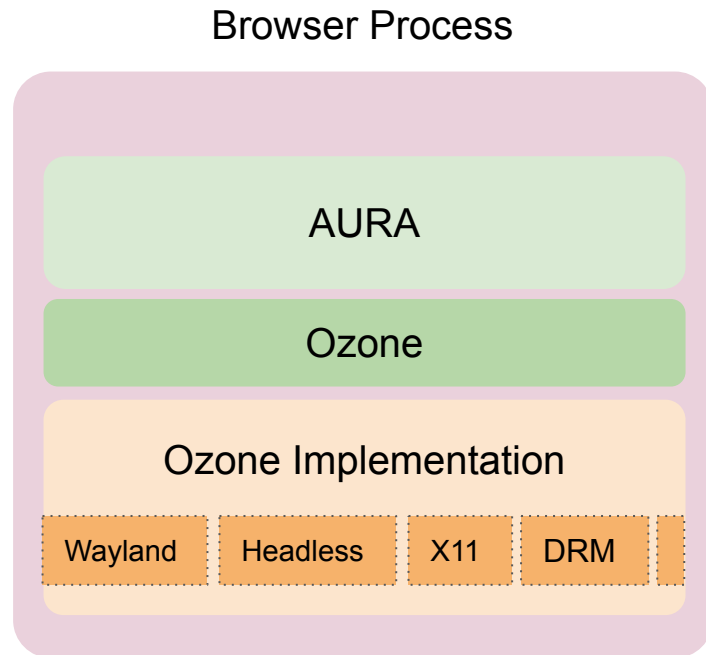 Browser Process
AURA
Ozone
Ozone Implementation
Wayland Headless X11 DRM